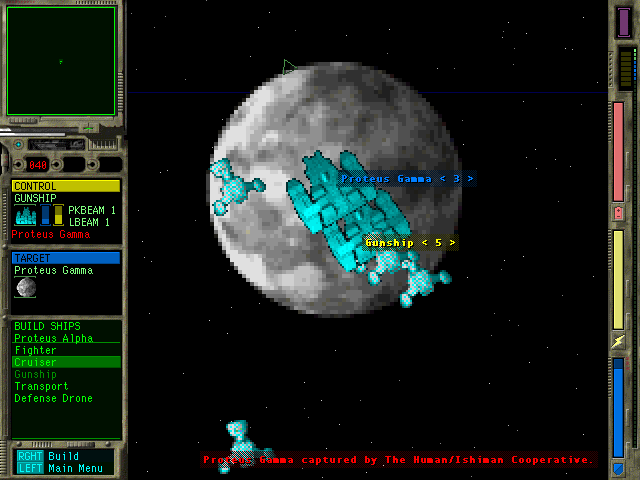 040
CONTROL
GUNSHIP
PKBEAM 1
LBEAM 1
Proteus Gamma
TARGET
Proteus Gamma
BUILD SHIPS
Proteus Alpha
Fighter
Cruiser
Gunship
Transport
Defense Drone
RGHT Build
LEFT Main Menu
Proteus Gamma < 3 >
Gunship < 5 >
Proteus Gamma captured by The Human/Ishiman Cooperative.